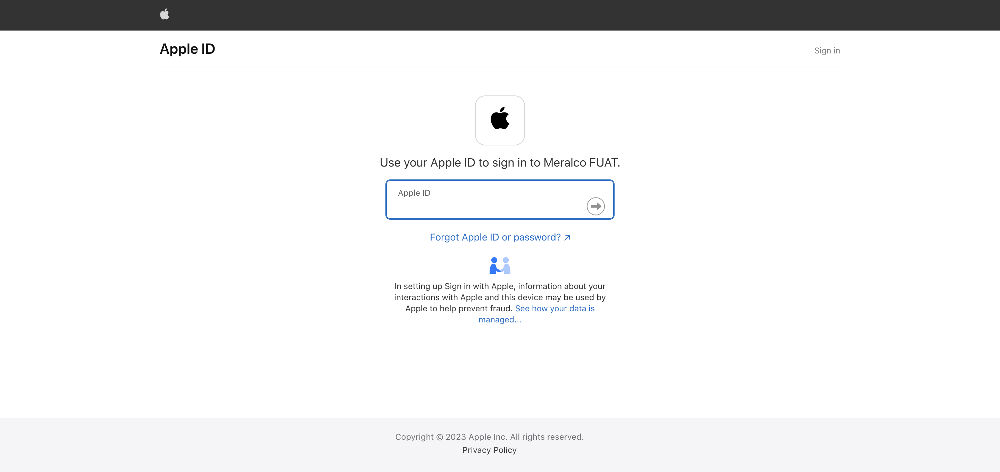 Apple ID
Sign in
Use your Apple ID to sign in to Meralco FUAT.
Apple ID
Forgot Apple ID or password? ↗
In setting up Sign in with Apple, information about your
interactions with Apple and this device may be used by
Apple to help prevent fraud. See how your data is
managed...
Copyright © 2023 Apple Inc. All rights reserved.
Privacy Policy